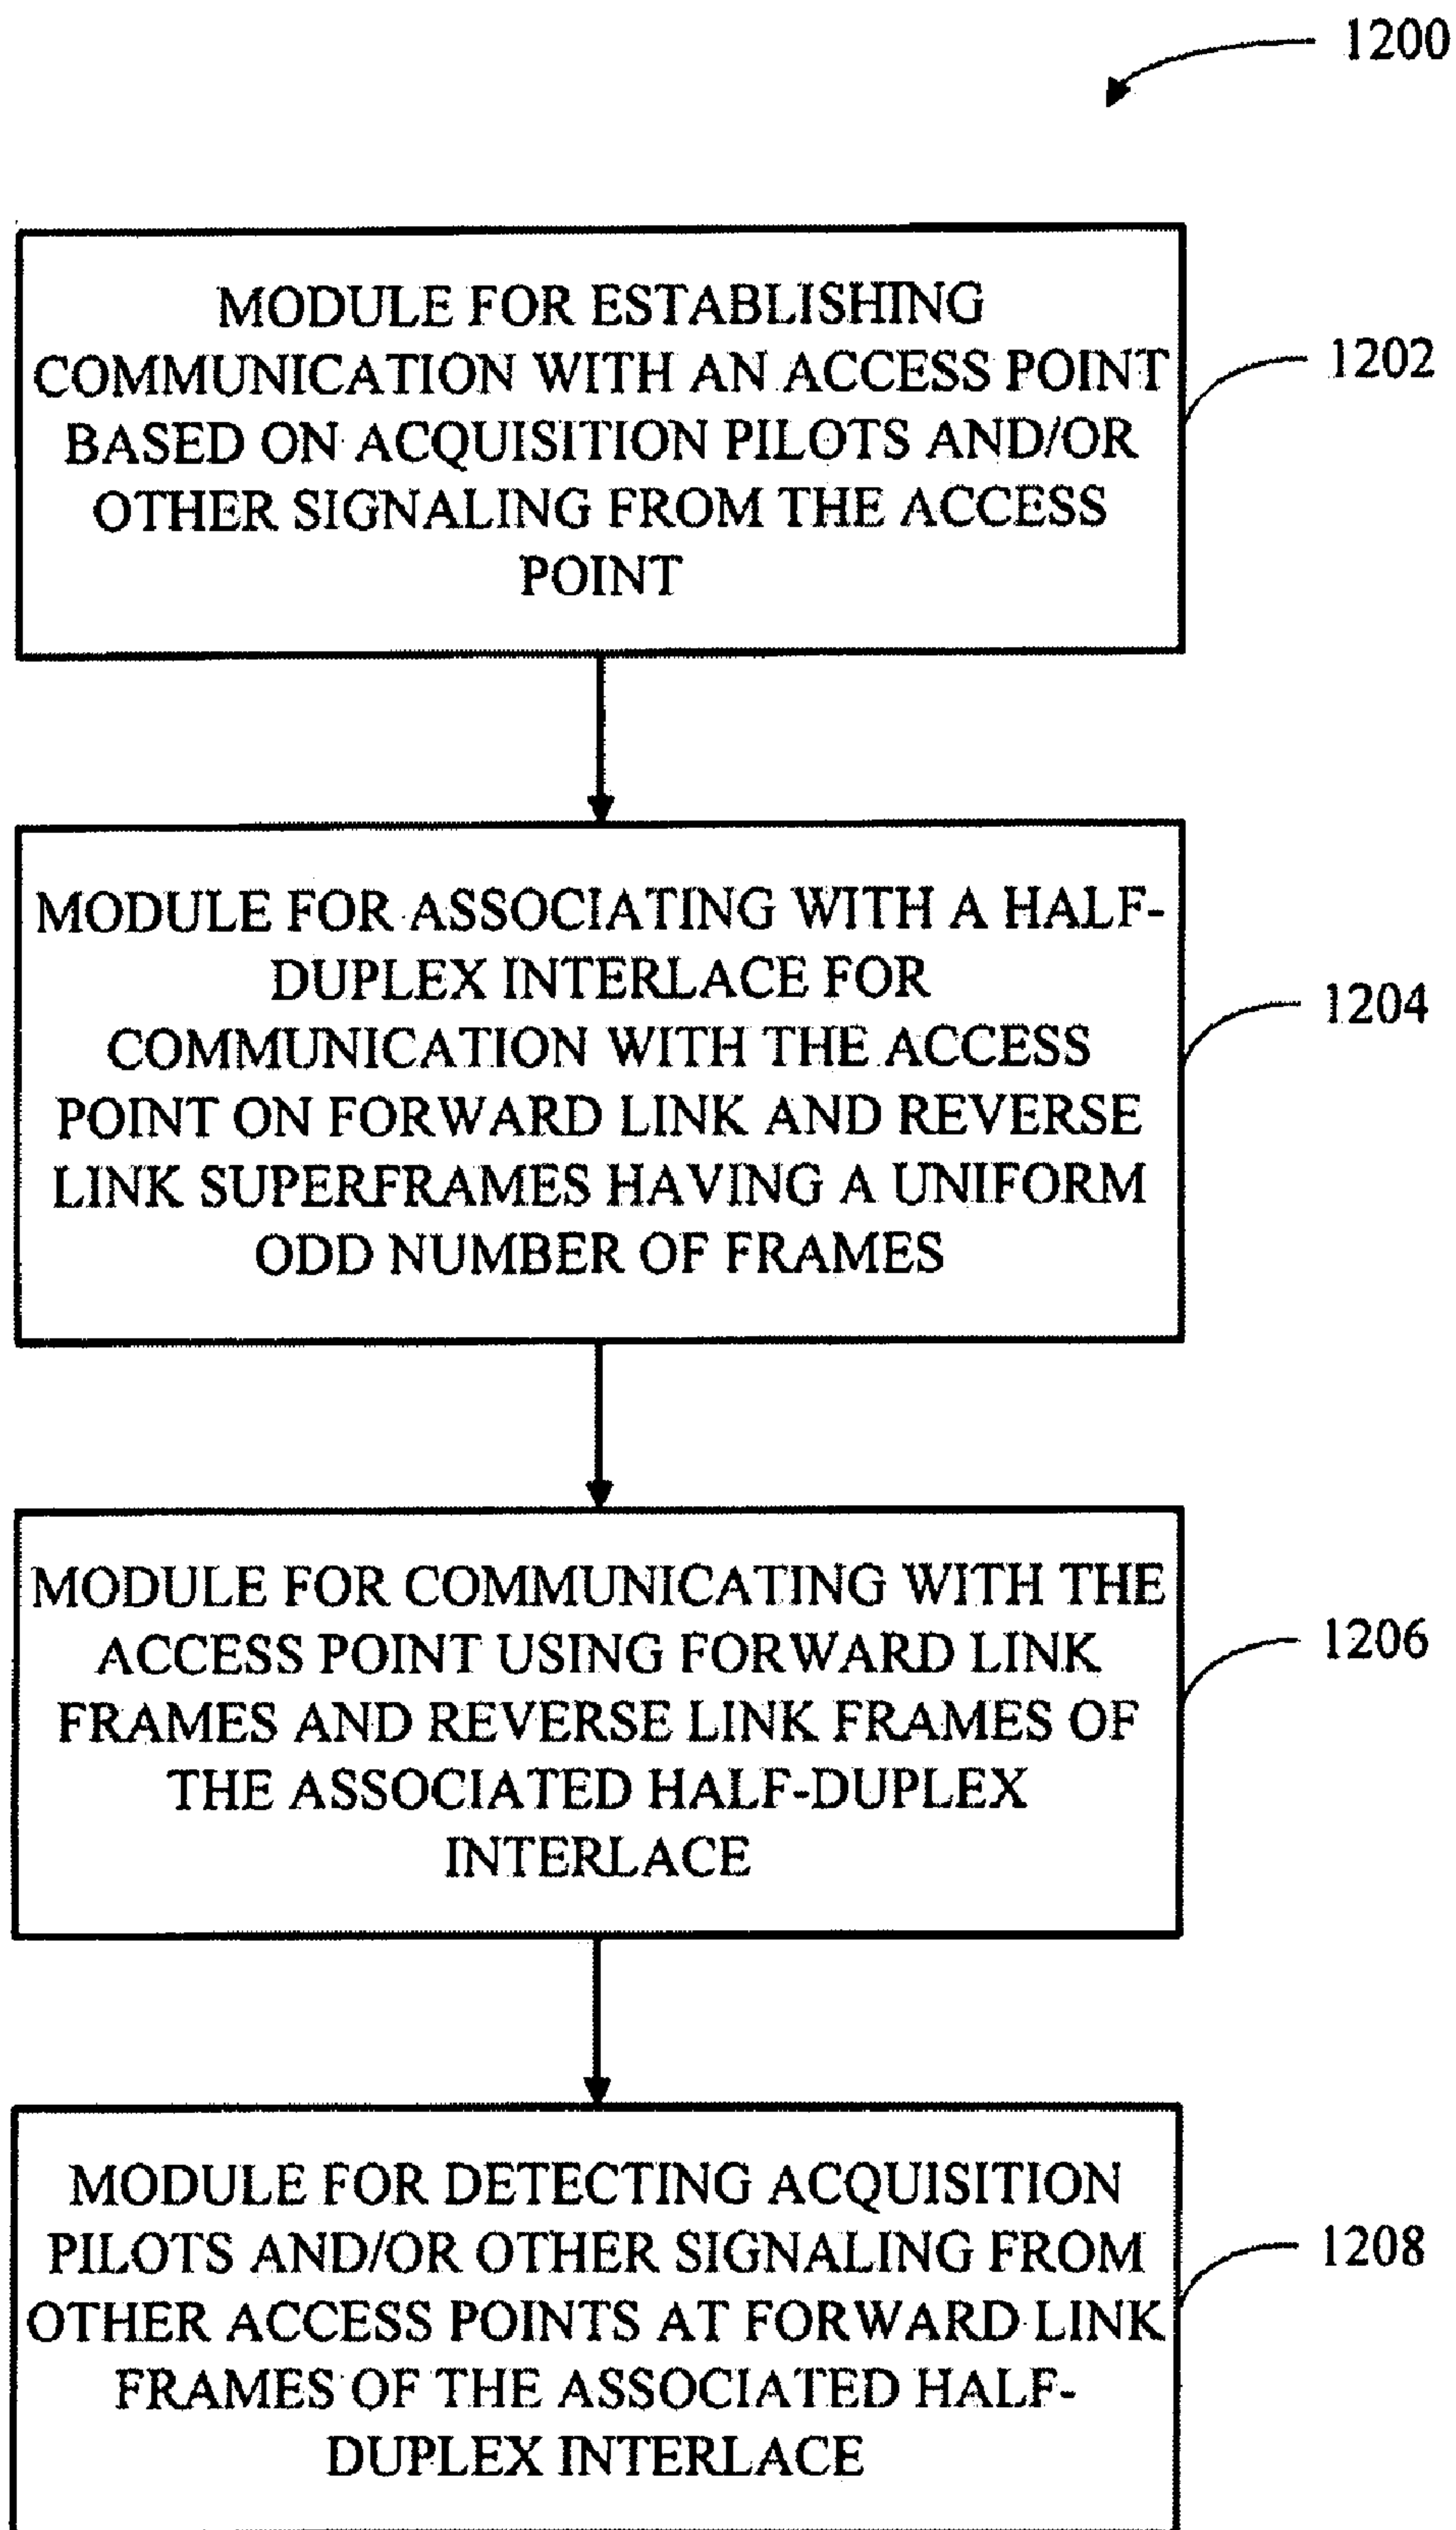 1200
MODULE FOR ESTABLISHING
COMMUNICATION WITH AN ACCESS POINT
BASED ON ACQUISITION PILOTS AND/OR
OTHER SIGNALING FROM THE ACCESS
POINT
1202
MODULE FOR ASSOCIATING WITH A HALF-
DUPLEX INTERLACE FOR
COMMUNICATION WITH THE ACCESS
POINT ON FORWARD LINK AND REVERSE
LINK SUPERFRAMES HAVING A UNIFORM
ODD NUMBER OF FRAMES
1204
MODULE FOR COMMUNICATING WITH THE
ACCESS POINT USING FORWARD LINK
FRAMES AND REVERSE LINK FRAMES OF
THE ASSOCIATED HALF-DUPLEX
INTERLACE
1206
MODULE FOR DETECTING ACQUISITION
PILOTS AND/OR OTHER SIGNALING FROM
OTHER ACCESS POINTS AT FORWARD LINK
FRAMES OF THE ASSOCIATED HALF-
DUPLEX INTERLACE
1208